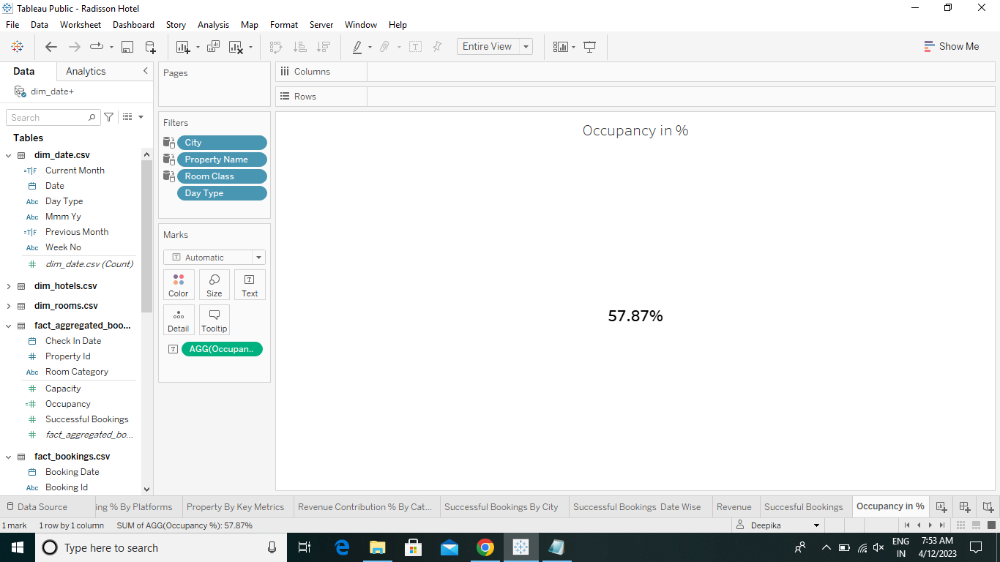 Tableau Public - Radisson Hotel
File Data Worksheet Dashboard Story Analysis Map Format Server Window Help
Entire View
Show Me
Data Analytics
dim_date+
Search
Tables
dim_date.csv
=T|F Current Month
Date
Abc Day Type
Abc Mmm Yy
=T|F Previous Month
Abc Week No
# dim_date.csv (Count)
dim_hotels.csv
dim_rooms.csv
fact_aggregated_boo...
Check In Date
# Property Id
Abc Room Category
# Capacity
=# Occupancy
# Successful Bookings
# fact_aggregated_bo...
fact_bookings.csv
Booking Date
Abc Booking Id
Pages
Filters
City
Property Name
Room Class
Day Type
Marks
T Automatic
Color Size Text
Detail Tooltip
T AGG(Occupan..
Columns
Rows
Occupancy in %
57.87%
Data Source ing % By Platforms Property By Key Metrics Revenue Contribution % By Cat... Successful Bookings By City Successful Bookings Date Wise Revenue Succesful Bookings Occupancy in %
1 mark 1 row by 1 column SUM of AGG(Occupancy %): 57.87% Deepika
Type here to search
ENG
IN
7:53 AM
4/12/2023